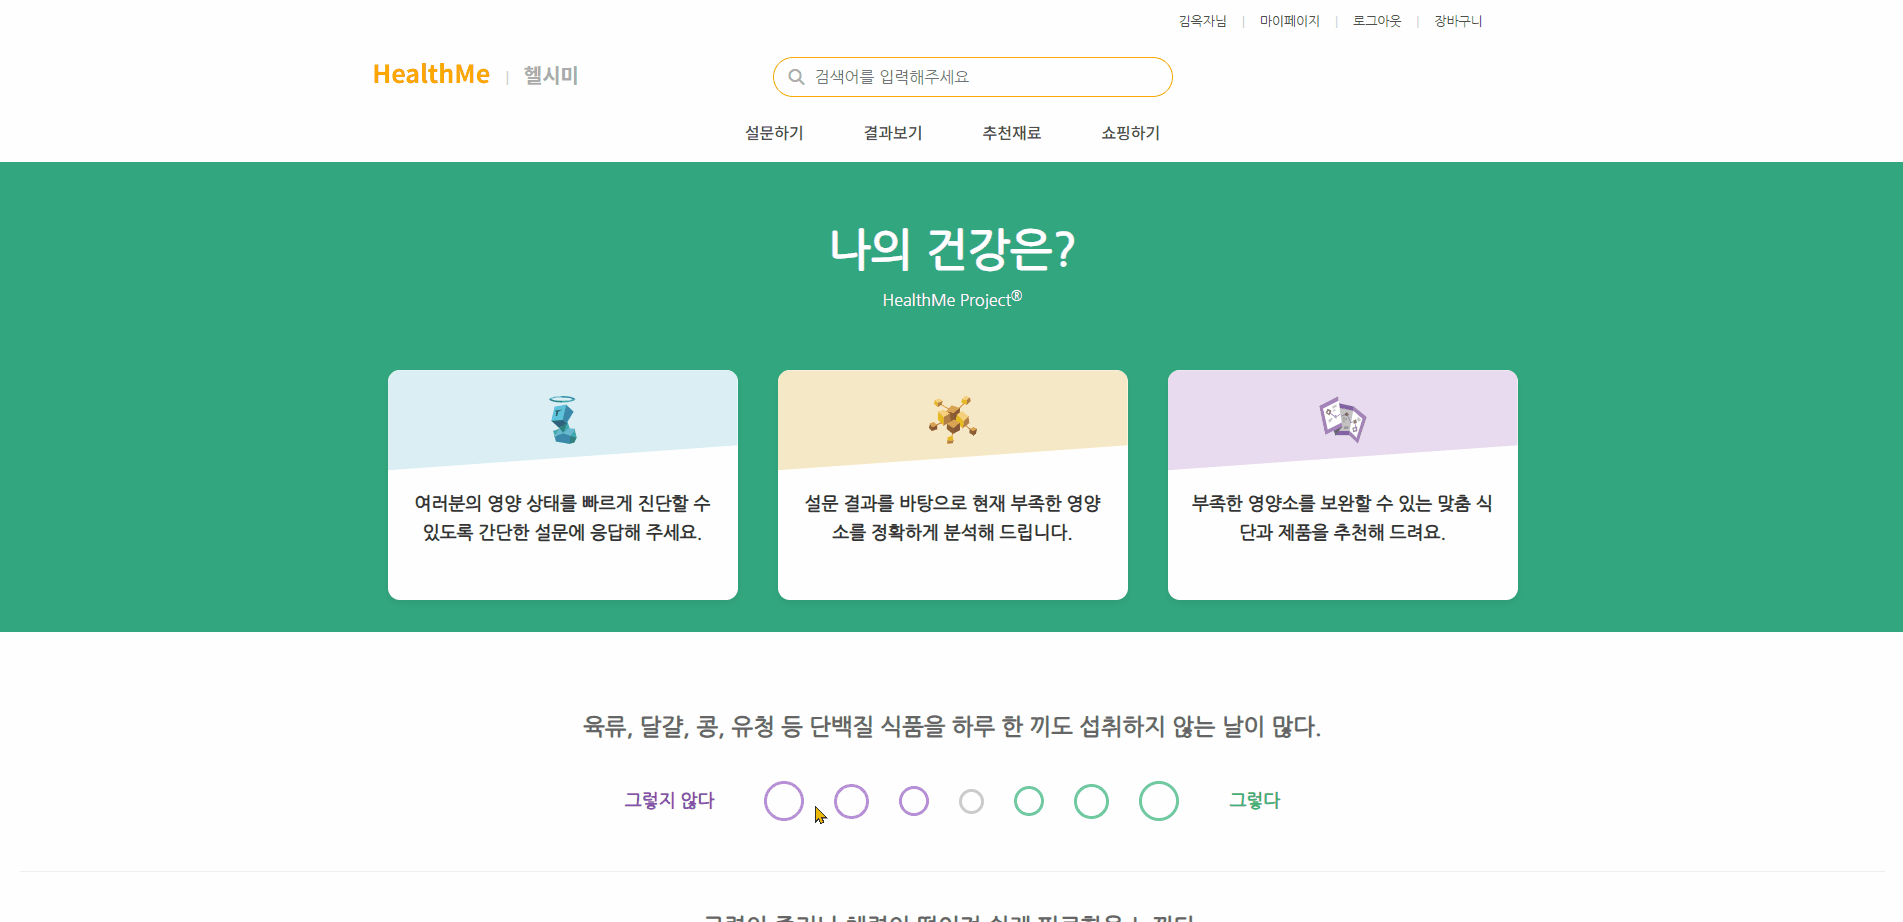 김옥자님 | 마이페이지 | 로그아웃 | 장바구니
HealthMe | 헬시미
검색어를 입력해주세요
설문하기 결과보기 추천재료 쇼핑하기
나의 건강은?
HealthMe Project®
여러분의 영양 상태를 빠르게 진단할 수
있도록 간단한 설문에 응답해 주세요.
설문 결과를 바탕으로 현재 부족한 영양
소를 정확하게 분석해 드립니다.
부족한 영양소를 보완할 수 있는 맞춤 식
단과 제품을 추천해 드려요.
육류, 달걀, 콩, 유청 등 단백질 식품을 하루 한 끼도 섭취하지 않는 날이 많다.
그렇지 않다 그렇다